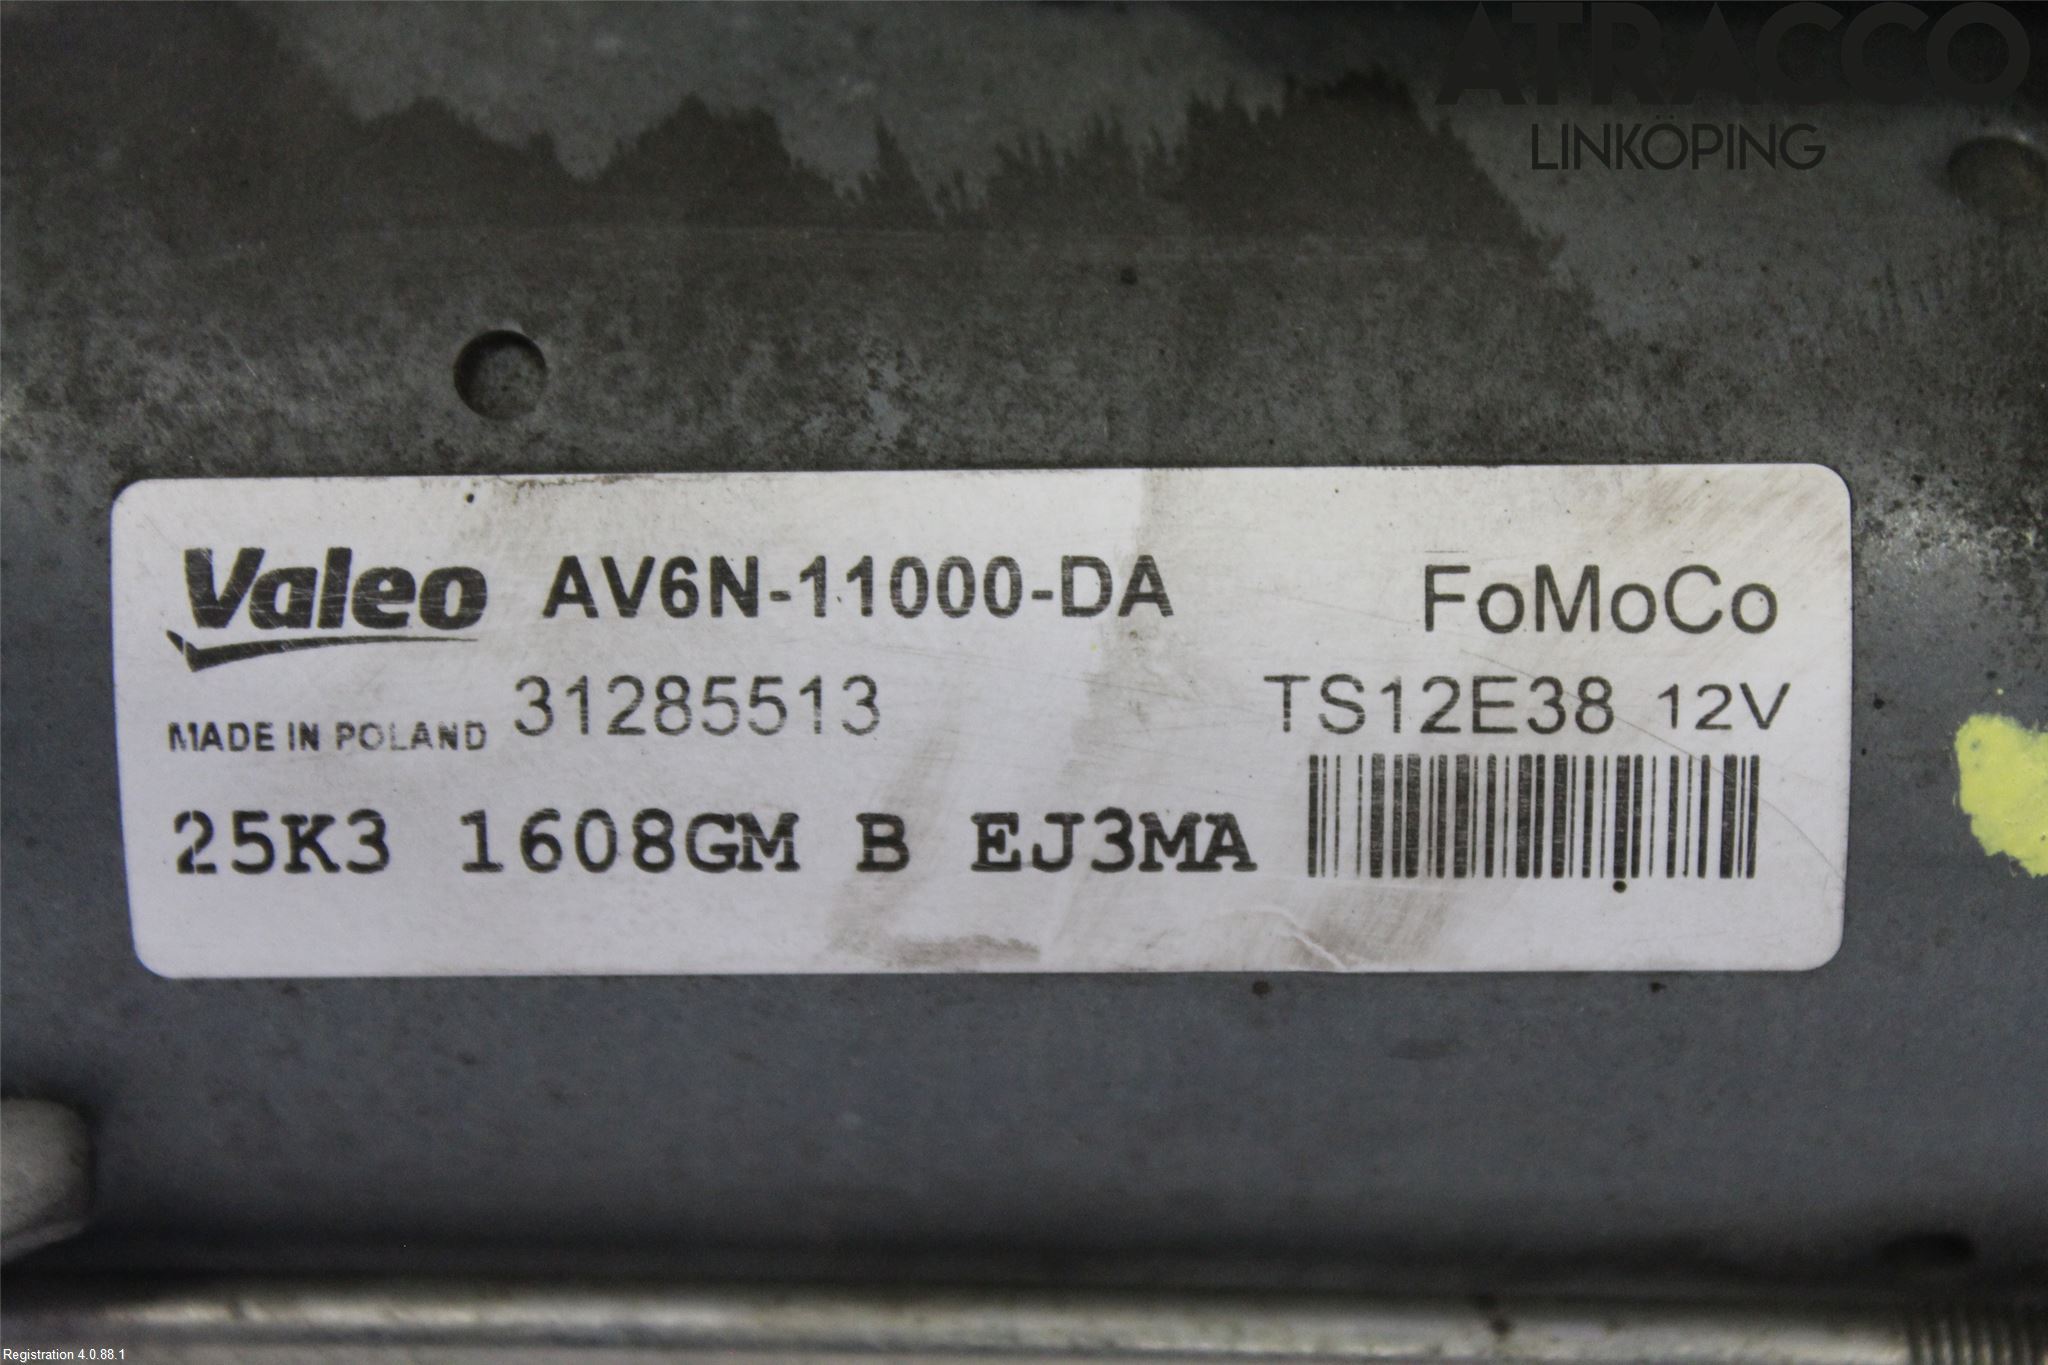 ATRACCO
LINKÖPING
Valeo AV6N-11000-DA FoMoCo
MADE IN POLAND 31285513 TS12E38 12V
25K3 1608GM B EJ3MA
Registration 4.0.88.1